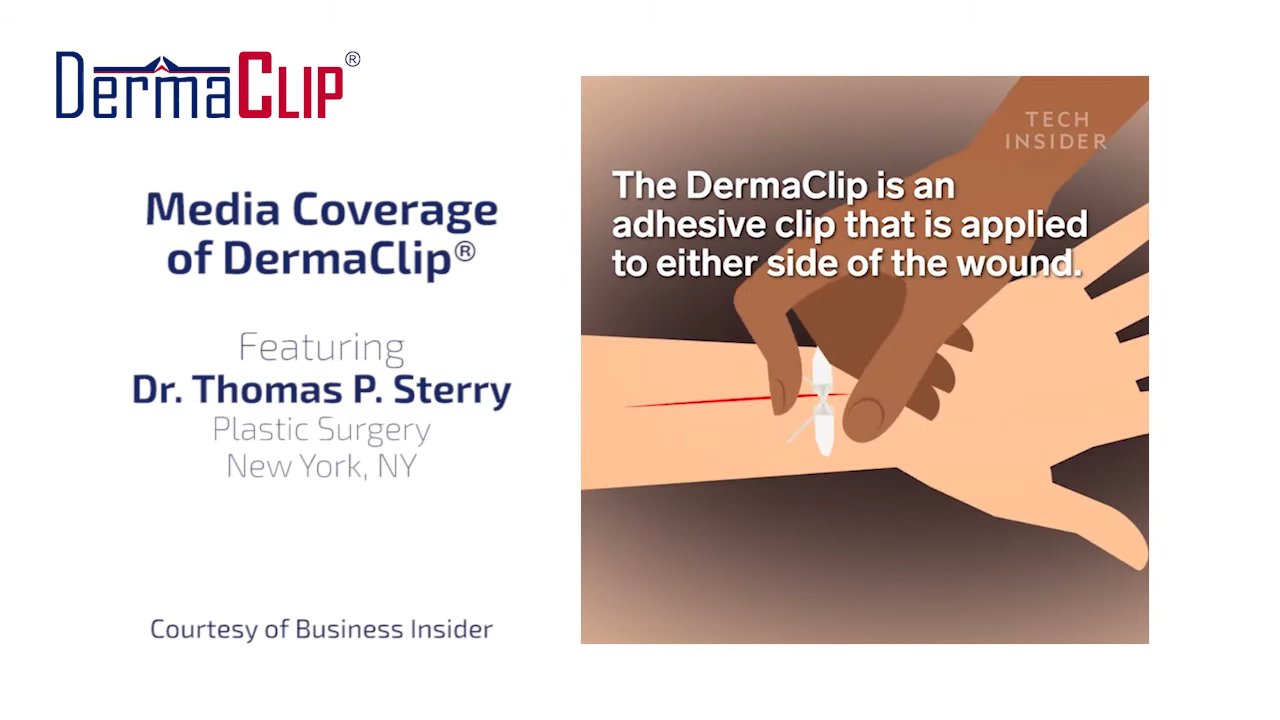 DermaClip®
Media Coverage
of DermaClip®
Featuring
Dr. Thomas P. Sterry
Plastic Surgery
New York, NY
Courtesy of Business Insider
TECH
INSIDER
The DermaClip is an
adhesive clip that is applied
to either side of the wound.